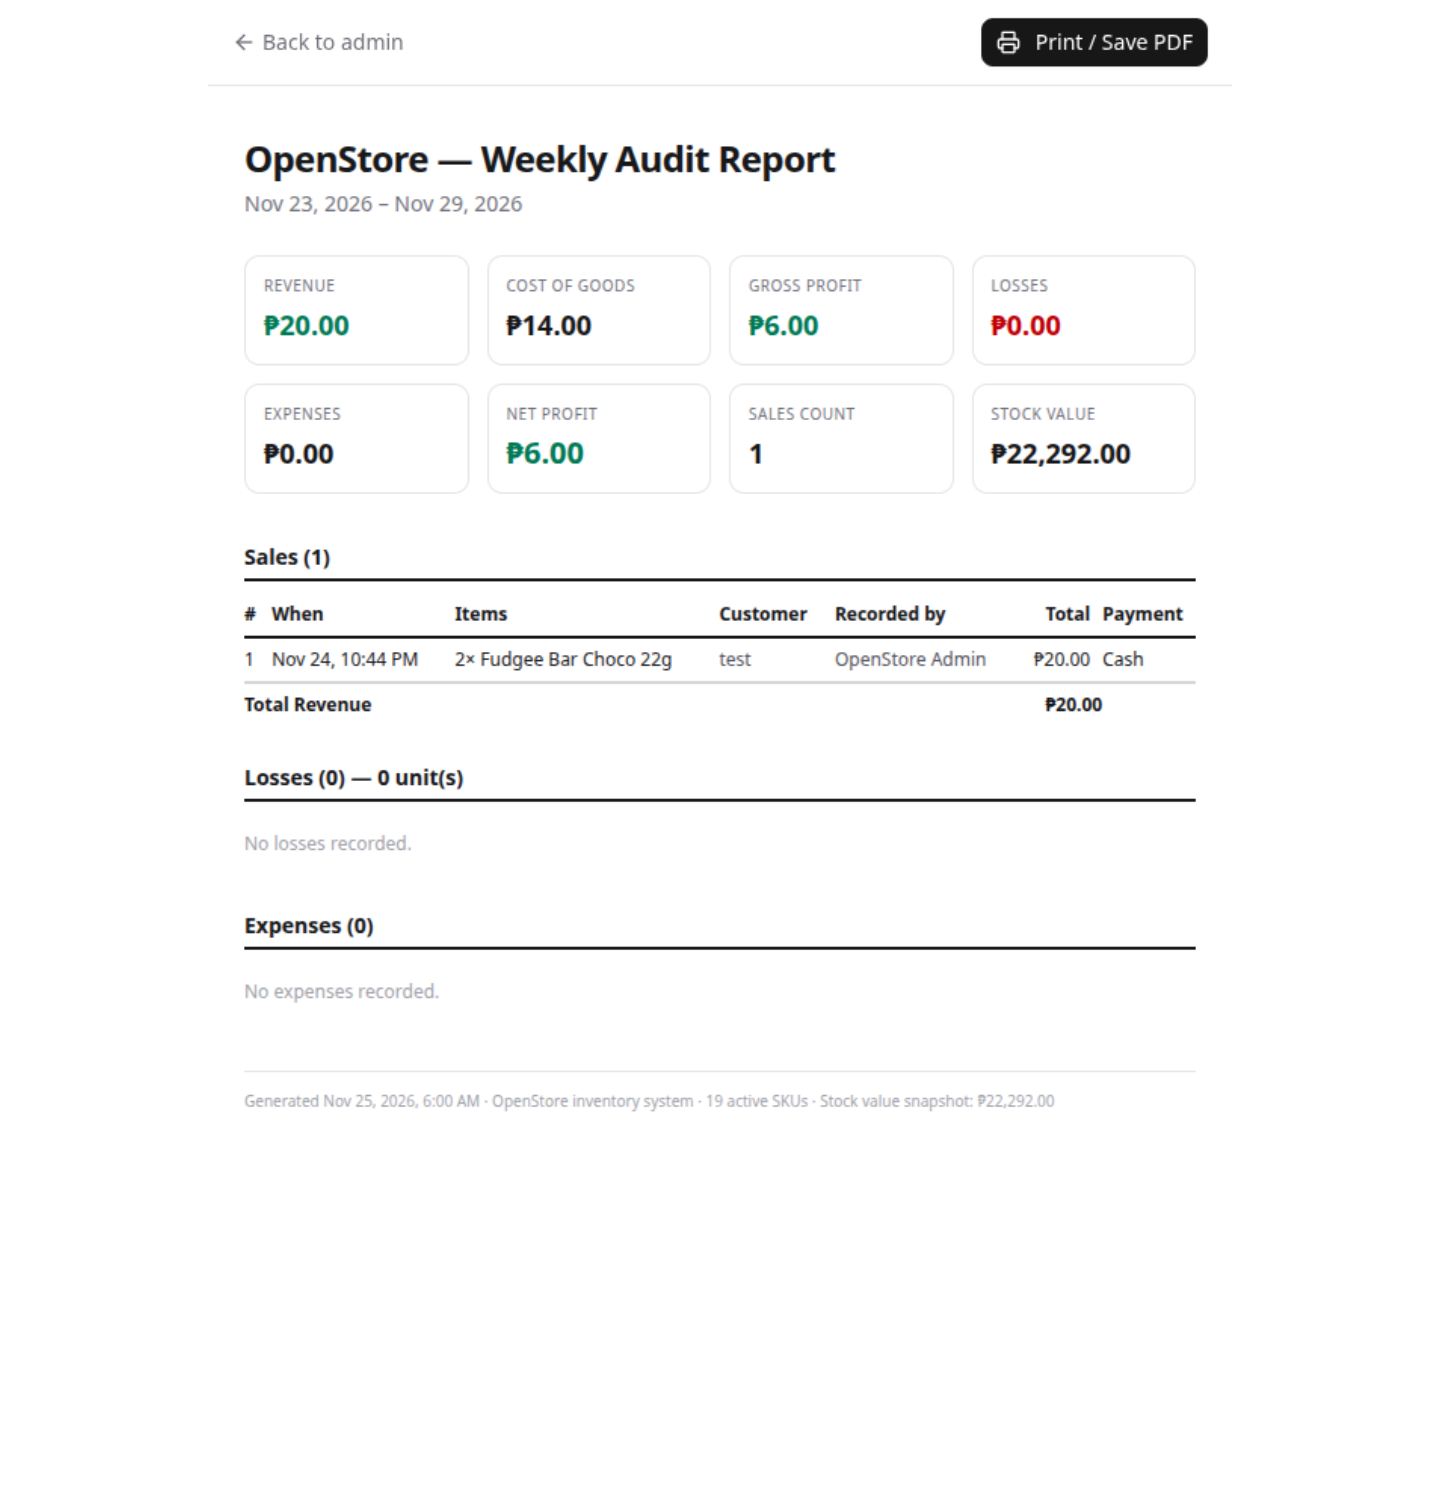 ← Back to admin
Print / Save PDF
OpenStore — Weekly Audit Report
Nov 23, 2026 – Nov 29, 2026
REVENUE
₱20.00
COST OF GOODS
₱14.00
GROSS PROFIT
₱6.00
LOSSES
₱0.00
EXPENSES
₱0.00
NET PROFIT
₱6.00
SALES COUNT
1
STOCK VALUE
₱22,292.00
Sales (1)
# When Items Customer Recorded by Total Payment
1 Nov 24, 10:44 PM 2× Fudgee Bar Choco 22g test OpenStore Admin ₱20.00 Cash
Total Revenue ₱20.00
Losses (0) — 0 unit(s)
No losses recorded.
Expenses (0)
No expenses recorded.
Generated Nov 25, 2026, 6:00 AM · OpenStore inventory system · 19 active SKUs · Stock value snapshot: ₱22,292.00